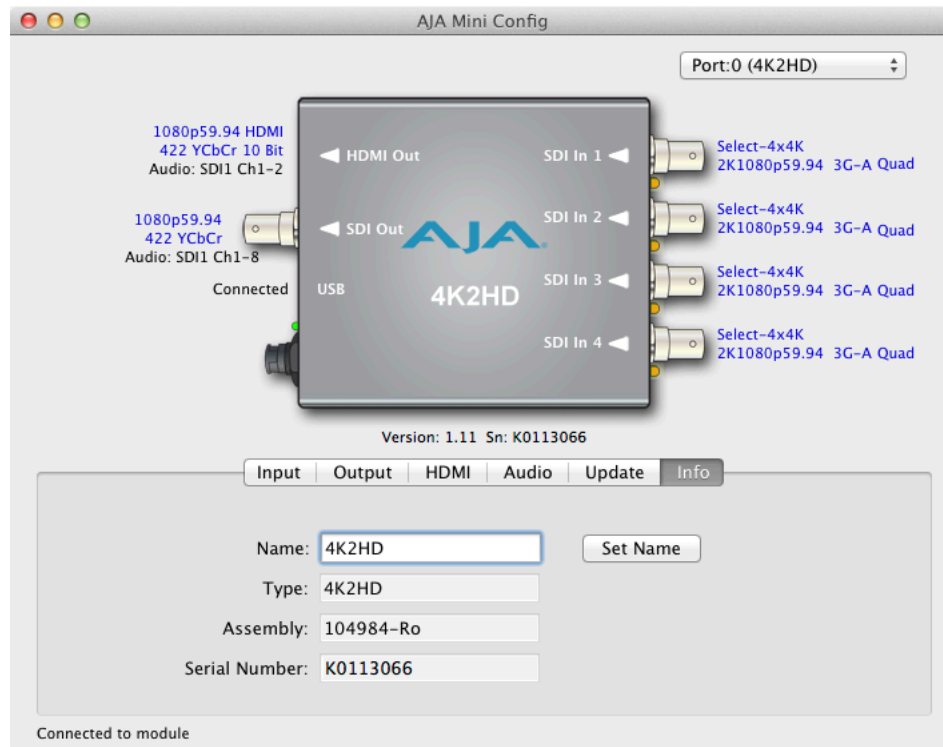 AJA Mini Config
Port:0 (4K2HD)
1080p59.94 HDMI
422 YCbCr 10 Bit
Audio: SDI1 Ch1-2
HDMI Out
SDI In 1
Select-4x4K
2K1080p59.94 3G-A Quad
1080p59.94
422 YCbCr
Audio: SDI1 Ch1-8
SDI Out
AJA
SDI In 2
Select-4x4K
2K1080p59.94 3G-A Quad
Connected
USB
4K2HD
SDI In 3
Select-4x4K
2K1080p59.94 3G-A Quad
SDI In 4
Select-4x4K
2K1080p59.94 3G-A Quad
Version: 1.11 Sn: K0113066
Input Output HDMI Audio Update Info
Name: 4K2HD Set Name
Type: 4K2HD
Assembly: 104984-Ro
Serial Number: K0113066
Connected to module